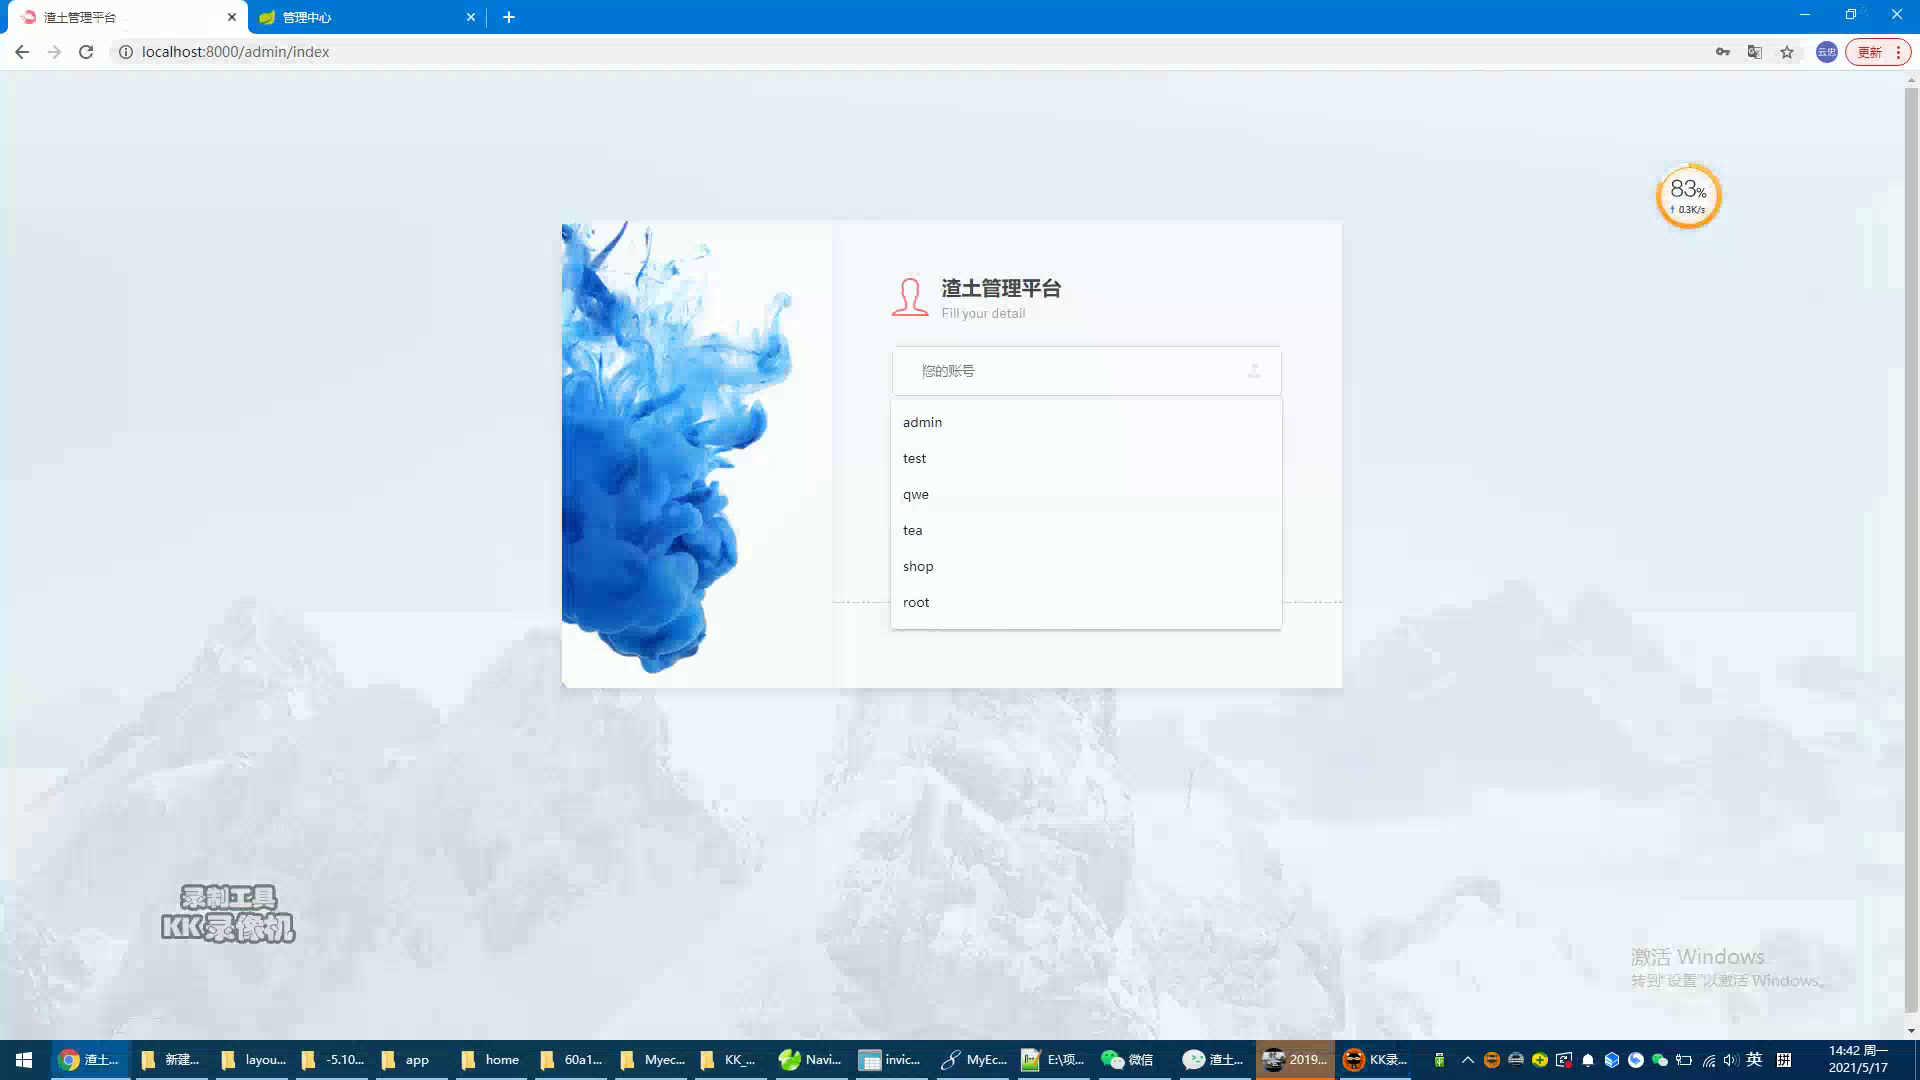 渣土管理平台
管理中心
localhost:8000/admin/index
云忠
更新
83%
0.3K/s
渣土管理平台
Fill your detail
您的账号
admin
test
qwe
tea
shop
root
录制工具
KK录像机
激活 Windows
转到"设置"以激活 Windows。
渣土...
新建...
layou...
-5.10...
app
home
60a1...
Myec...
KK_...
Navi...
invic...
MyEc...
E:\项...
微信
渣土...
2019...
KK录...
英
拼
14:42 周一
2021/5/17